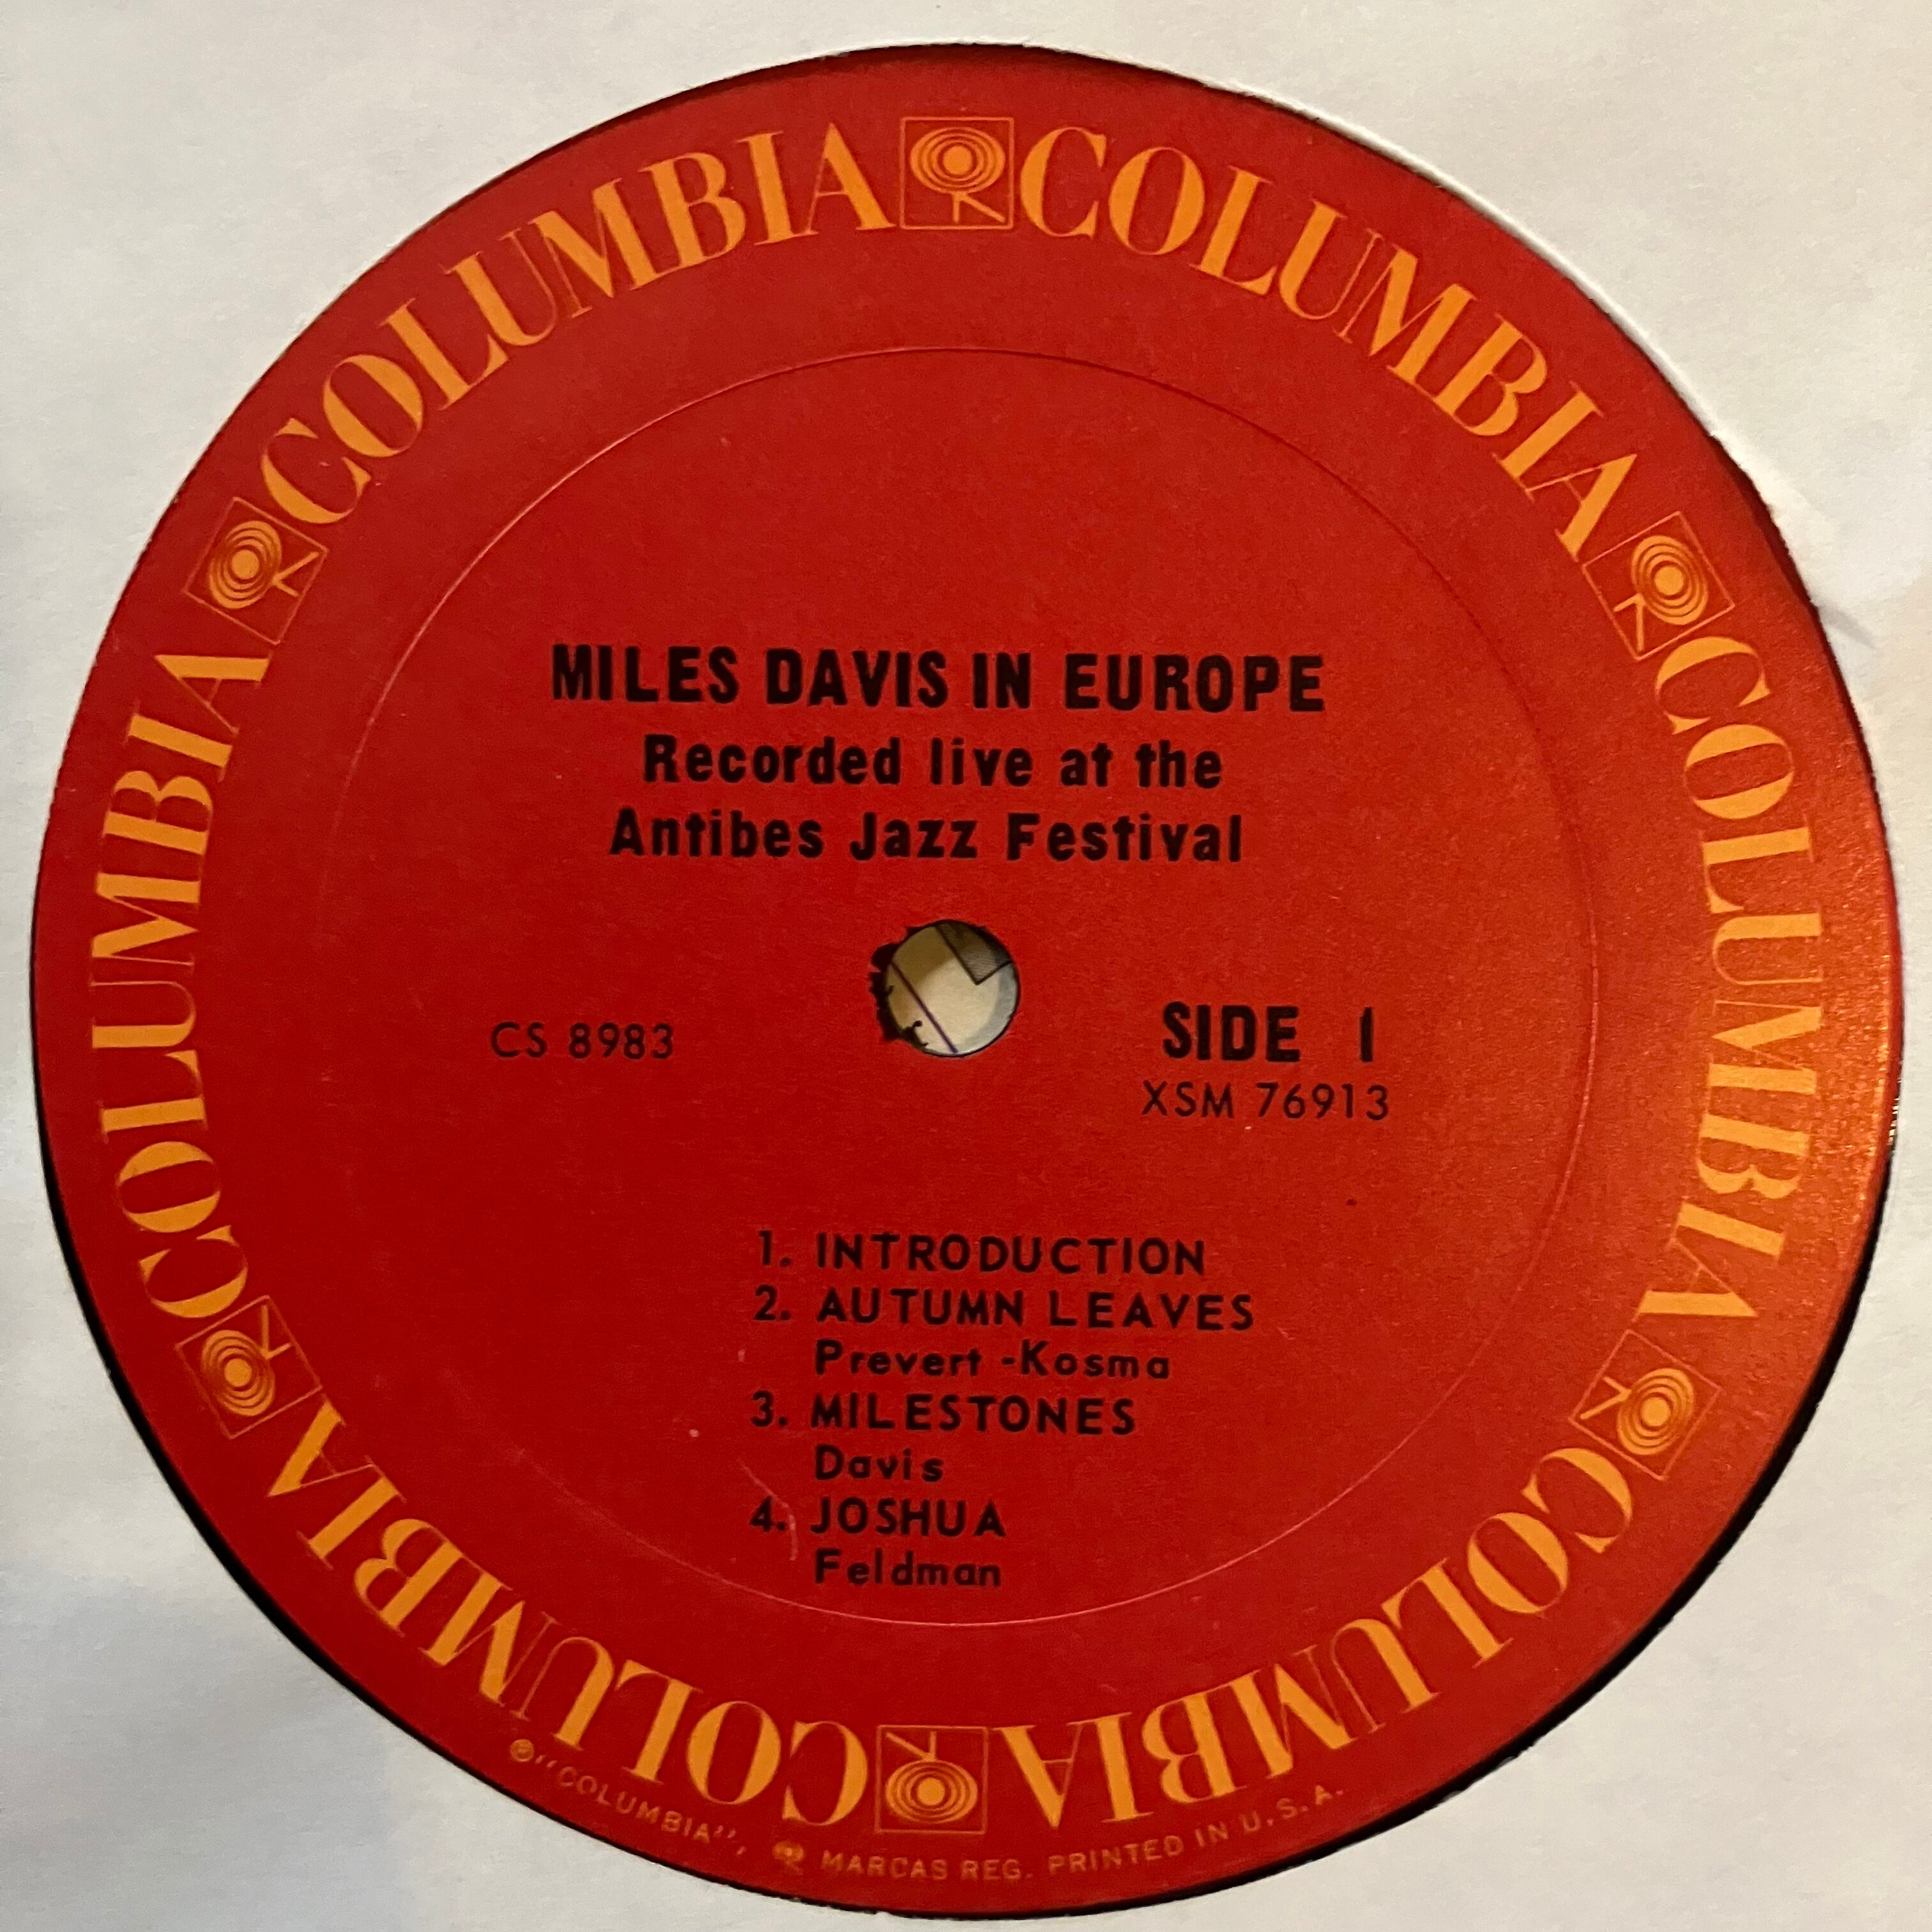 COLUMBIA COLUMBIA COLUMBIA COLUMBIA COLUMBIA COLUMBIA
MILES DAVIS IN EUROPE
Recorded live at the
Antibes Jazz Festival
CS 8983
SIDE 1
XSM 76913
1. INTRODUCTION
2. AUTUMN LEAVES
Prevert -Kosma
3. MILESTONES
Davis
4. JOSHUA
Feldman
®"COLUMBIA", MARCAS REG. PRINTED IN U.S.A.